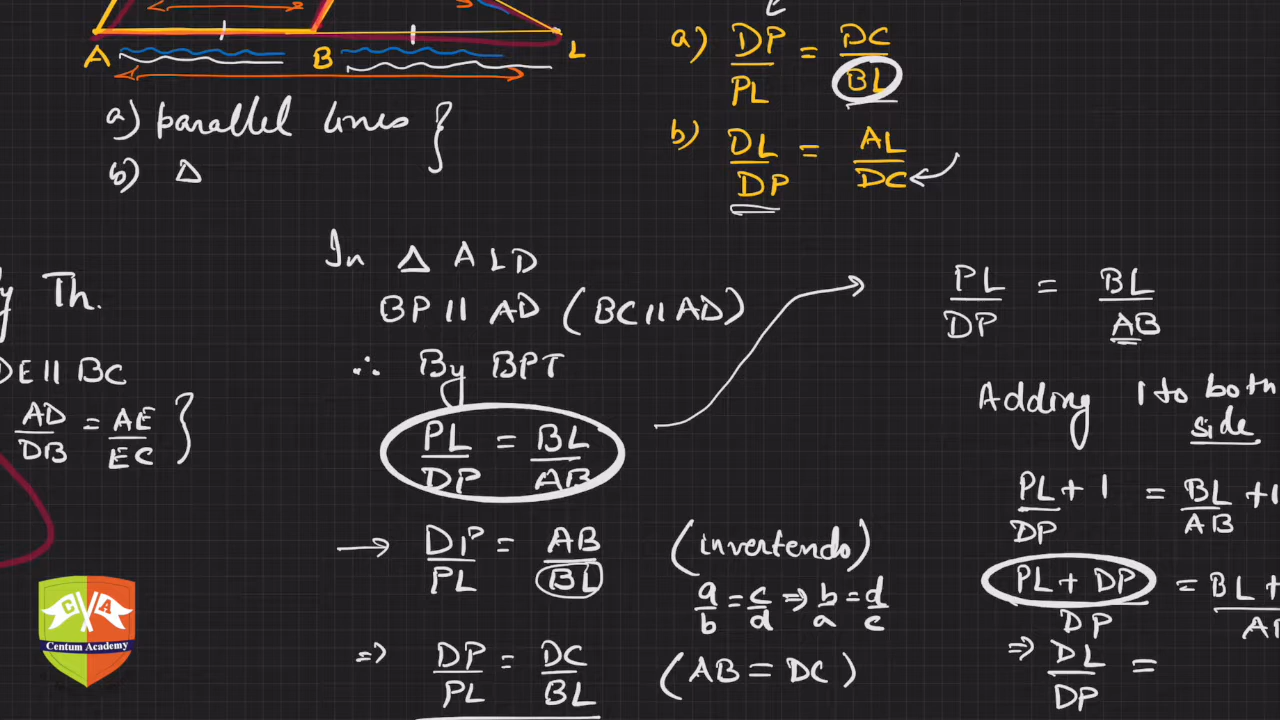 A B L
a) parallel lines }
b) Δ
a) DP/PL = DC/BL
b) DL/DP = AL/DC
Th.
DE || BC
AD/DB = AE/EC }
In Δ ALD
BP || AD (BC || AD)
∴ By BPT
PL/DP = BL/AB
→ DP/PL = AB/BL (invertendo)
a/b = c/d ⇒ b/a = d/c
⇒ DP/PL = DC/BL (AB = DC)
PL/DP = BL/AB
Adding 1 to both
side
PL/DP + 1 = BL/AB + 1
PL + DP/DP = BL +
⇒ DL/DP =
C A
Centum Academy